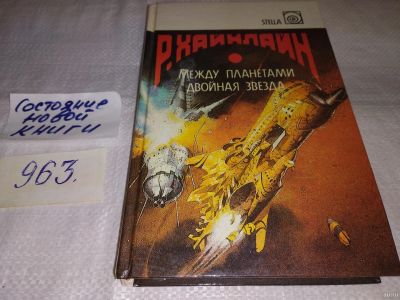 STELLA
Р.ХАЙНЛАЙН
МЕЖДУ ПЛАНЕТАМИ
ДВОЙНАЯ ЗВЕЗДА
Состояние
новой
книги
963.